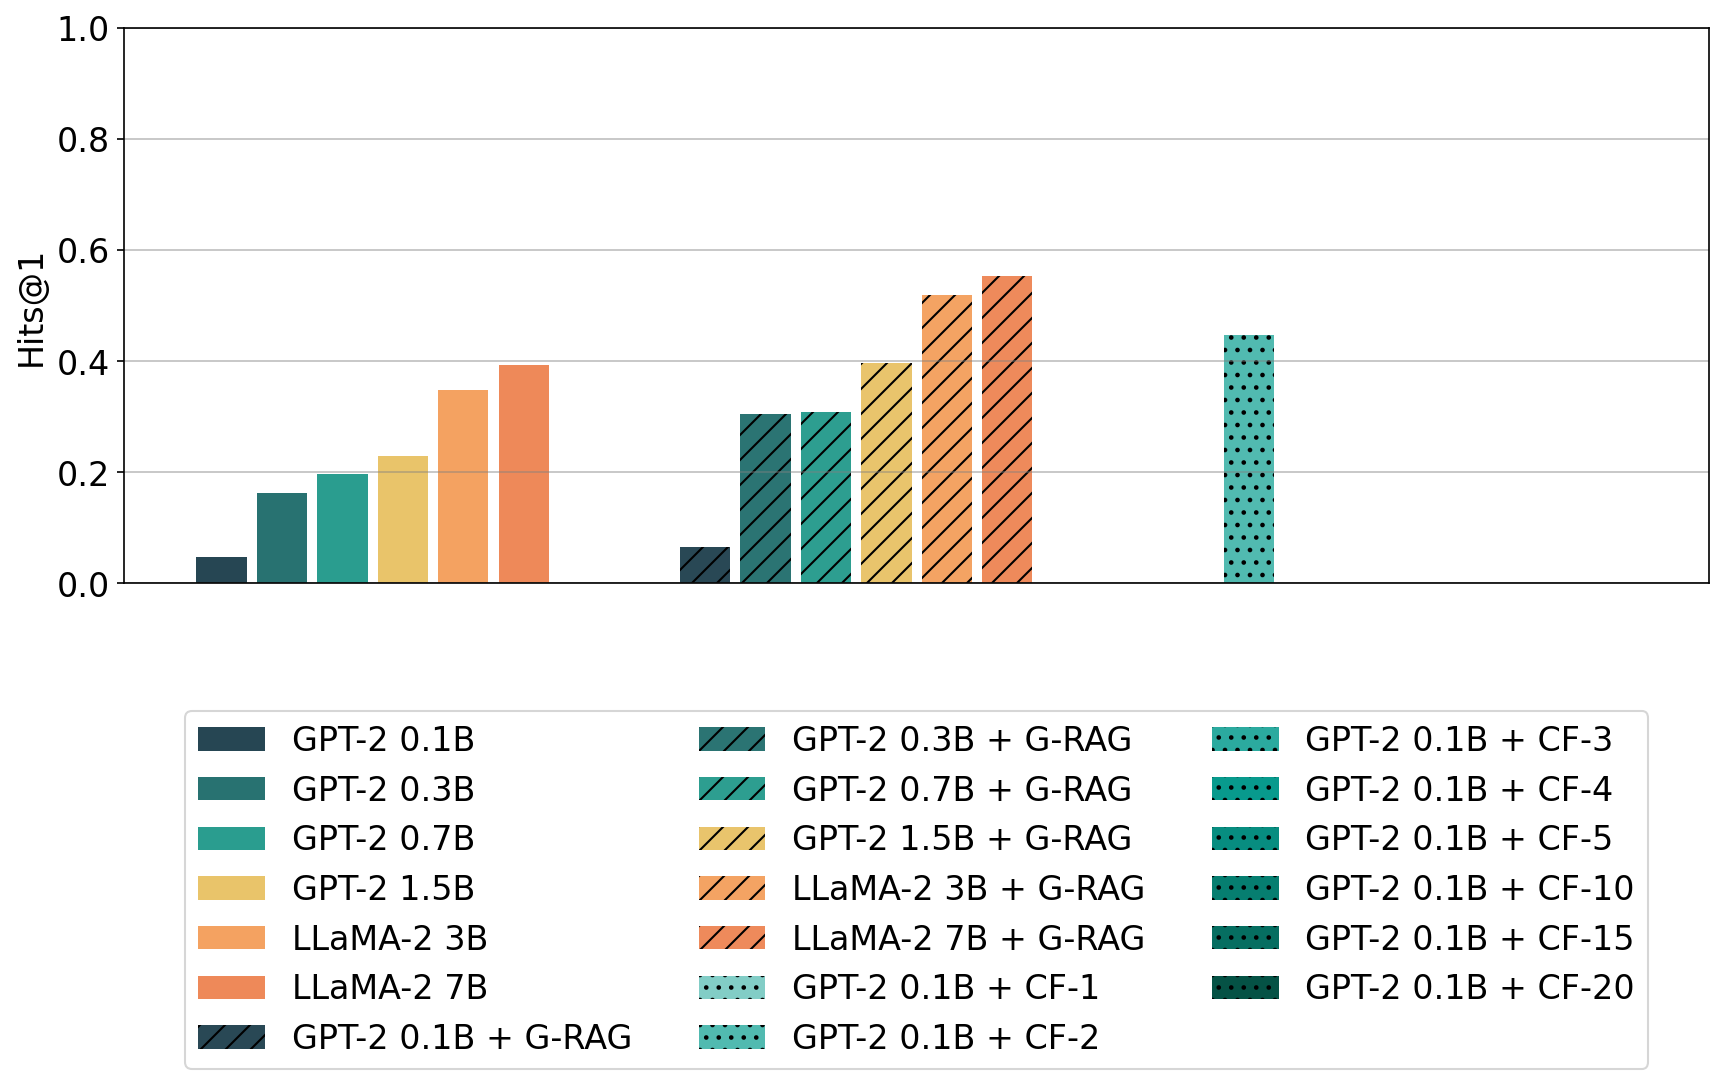 1.0
0.8
0.6
0.4
0.2
0.0
Hits@1
GPT-2 0.1B
GPT-2 0.3B
GPT-2 0.7B
GPT-2 1.5B
LLaMA-2 3B
LLaMA-2 7B
GPT-2 0.1B + G-RAG
GPT-2 0.3B + G-RAG
GPT-2 0.7B + G-RAG
GPT-2 1.5B + G-RAG
LLaMA-2 3B + G-RAG
LLaMA-2 7B + G-RAG
GPT-2 0.1B + CF-1
GPT-2 0.1B + CF-2
GPT-2 0.1B + CF-3
GPT-2 0.1B + CF-4
GPT-2 0.1B + CF-5
GPT-2 0.1B + CF-10
GPT-2 0.1B + CF-15
GPT-2 0.1B + CF-20